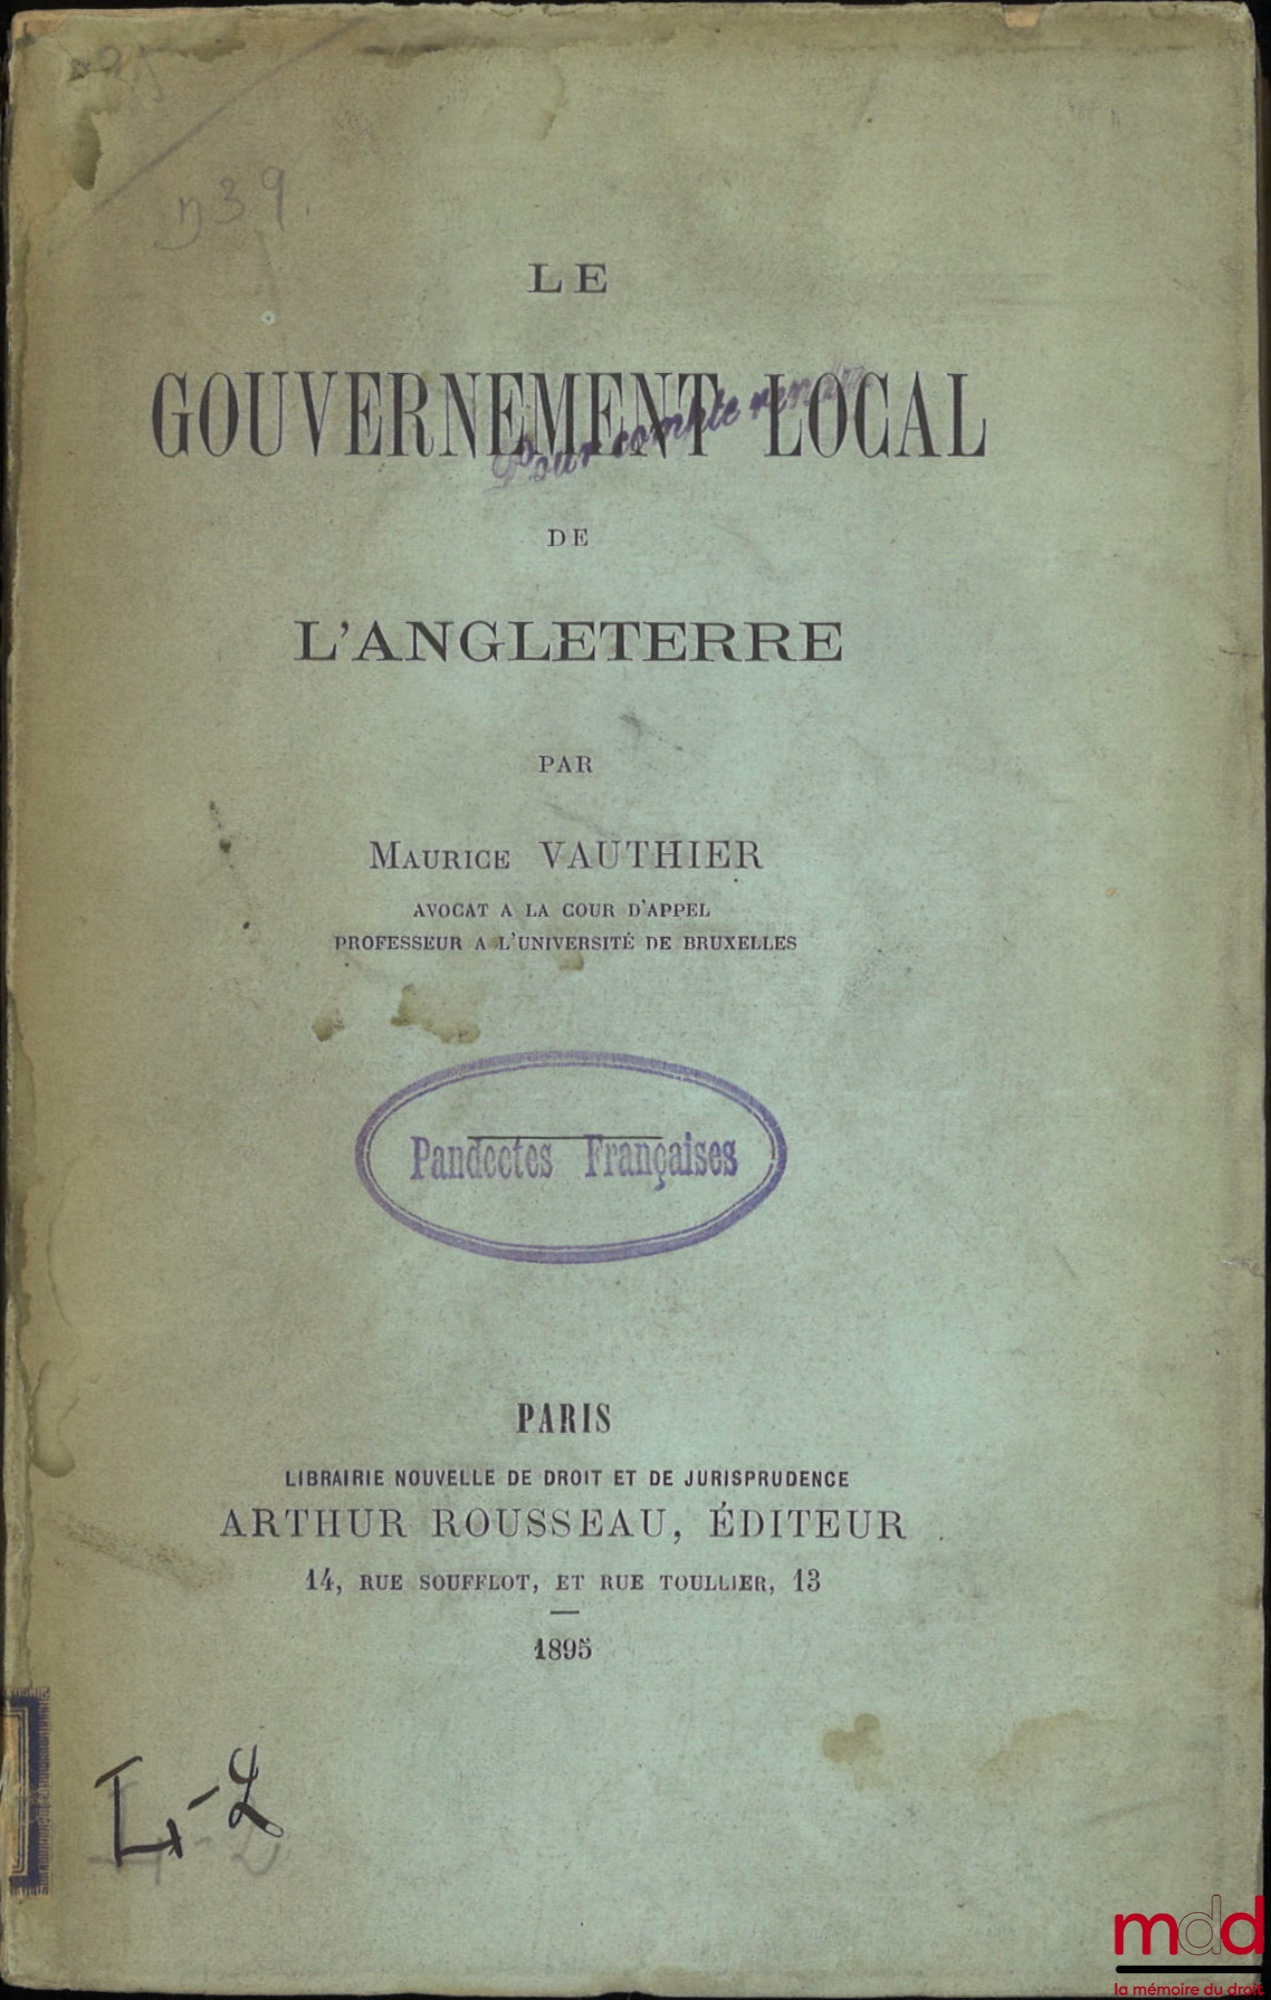 D39
LE
GOUVERNEMENT LOCAL
Pour compte rendu
DE
L'ANGLETERRE
PAR
MAURICE VAUTHIER
AVOCAT A LA COUR D'APPEL
PROFESSEUR A L'UNIVERSITÉ DE BRUXELLES
Pandectes Françaises
PARIS
LIBRAIRIE NOUVELLE DE DROIT ET DE JURISPRUDENCE
ARTHUR ROUSSEAU, ÉDITEUR
14, RUE SOUFFLOT, ET RUE TOULLIER, 13
1895
L-2
mdd
la mémoire du droit